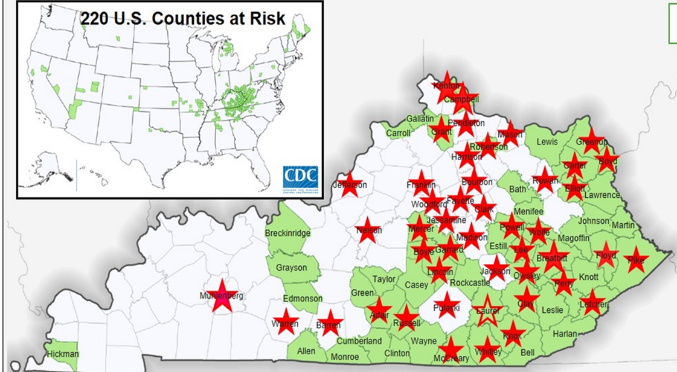 220 U.S. Counties at Risk
CDC
Kenton
Campbell
Gallatin
Pendleton
Carroll
Grant
Mason
Lewis
Greenup
Robertson
Harrison
Carter
Boyd
Jefferson
Franklin
Bourbon
Rowan
Elliott
Bath
Lawrence
Woodford
Fayette
Clark
Menifee
Jessamine
Johnson
Martin
Breckinridge
Nelson
Mercer
Madison
Powell
Wolfe
Magoffin
Estill
Boyle
Garrard
Lee
Breathitt
Floyd
Pike
Grayson
Lincoln
Jackson
Owsley
Knott
Taylor
Casey
Rockcastle
Perry
Muhlenberg
Edmonson
Green
Pulaski
Laurel
Clay
Leslie
Letcher
Adair
Russell
Warren
Barren
Cumberland
Wayne
Knox
Harlan
Hickman
Allen
Monroe
Clinton
McCreary
Whitley
Bell